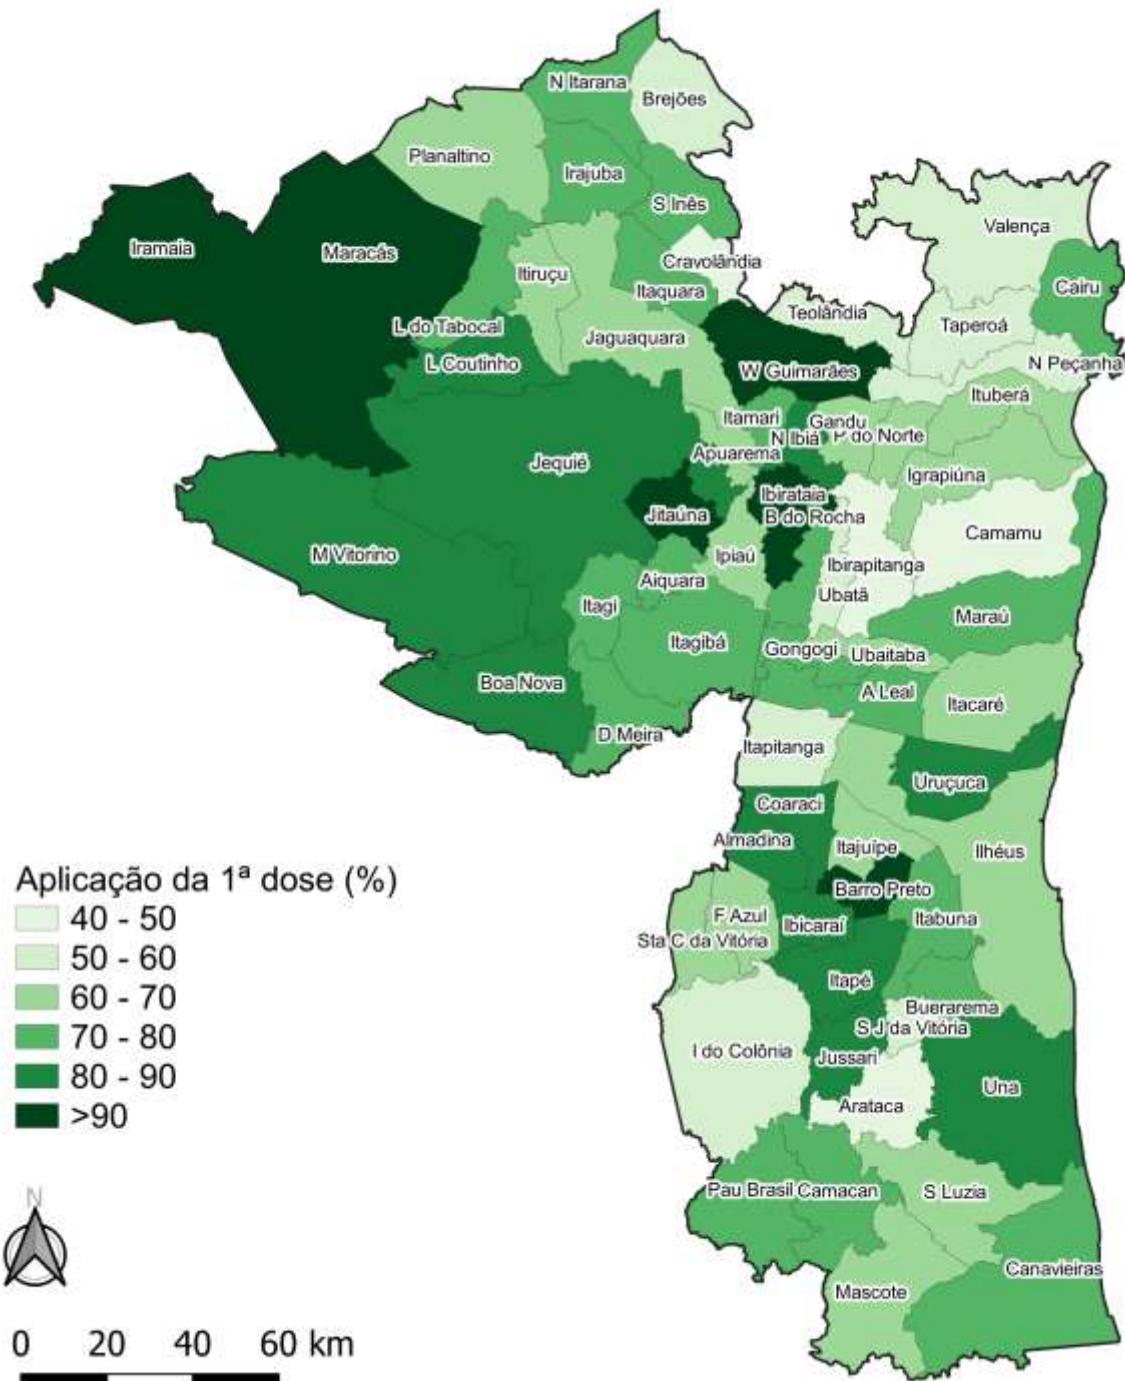 N Itarana
Brejões
Planaltino
Irajuba
S Inês
Valença
Iramaia
Maracás
Cravolândia
Itiruçu
Itaquara
Cairu
Teolândia
Taperoá
L do Tabocal
Jaguaquara
L Coutinho
W Guimarães
N Peçanha
Ituberá
Itamari
Gandu
N Ibiá
P do Norte
Apuarema
Jequié
Igrapiúna
Ibirataia
Jitaúna
B do Rocha
Camamu
M Vitorino
Ipiaú
Ibirapitanga
Aiquara
Ubatã
Itagi
Maraú
Itagibá
Gongogi
Ubaitaba
Boa Nova
A Leal
Itacaré
D Meira
Itapitanga
Uruçuca
Coaraci
Almadina
Itajuípe
Ilhéus
Aplicação da 1ª dose (%)
Barro Preto
40 - 50
F Azul
Ibicaraí
Itabuna
50 - 60
Sta C da Vitória
60 - 70
Itapé
Buerarema
70 - 80
S J da Vitória
I do Colônia
Jussari
80 - 90
Una
Arataca
>90
Pau Brasil
Camacan
S Luzia
N
Canavieiras
Mascote
0 20 40 60 km